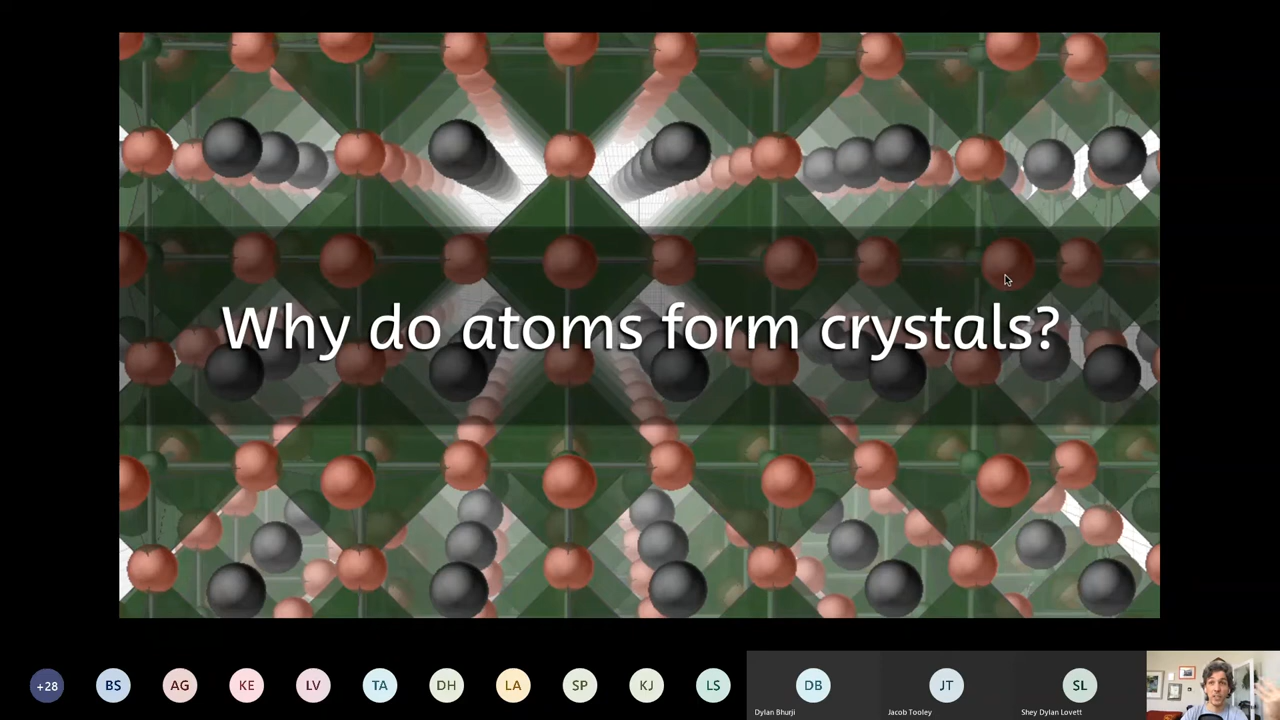 Why do atoms form crystals?
+28 BS AG KE LV TA DH LA SP KJ LS DB JT SL
Dylan Bhurji Jacob Tooley Shey Dylan Lovett